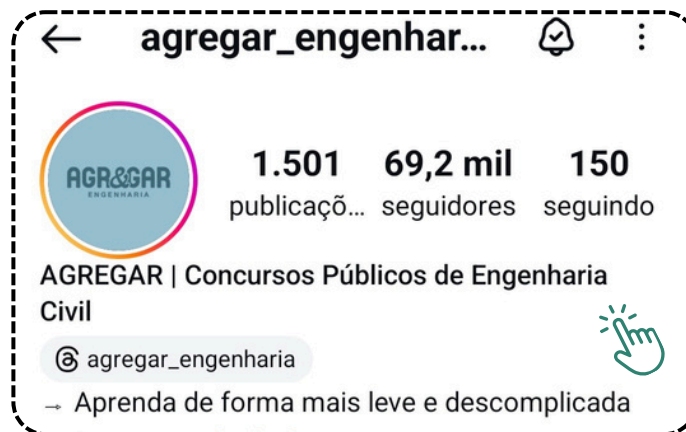 agregar_engenhar...
AGR&GAR
ENGENHARIA
1.501 69,2 mil 150
publicaçõ... seguidores seguindo
AGREGAR | Concursos Públicos de Engenharia
Civil
agregar_engenharia
→ Aprenda de forma mais leve e descomplicada